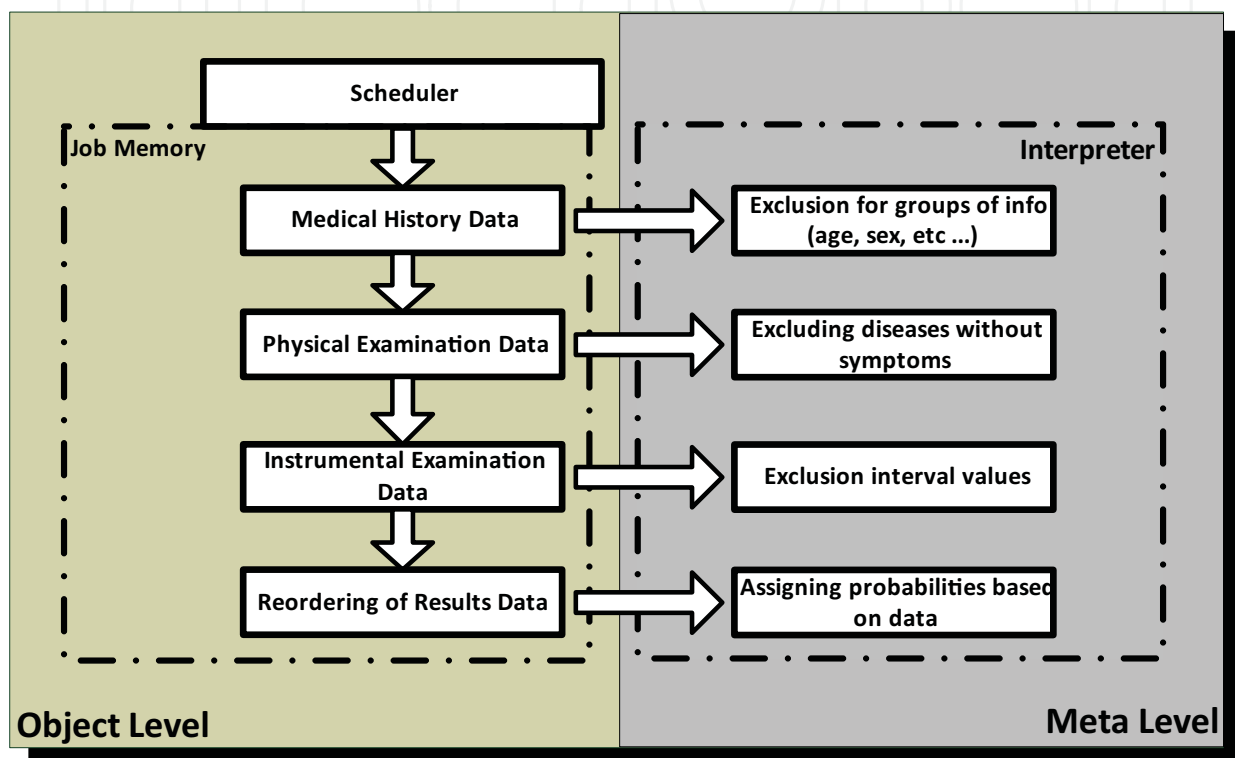 Scheduler
Job Memory
Interpreter
Medical History Data
Exclusion for groups of info
(age, sex, etc ...)
Physical Examination Data
Excluding diseases without
symptoms
Instrumental Examination
Data
Exclusion interval values
Reordering of Results Data
Assigning probabilities based
on data
Object Level
Meta Level